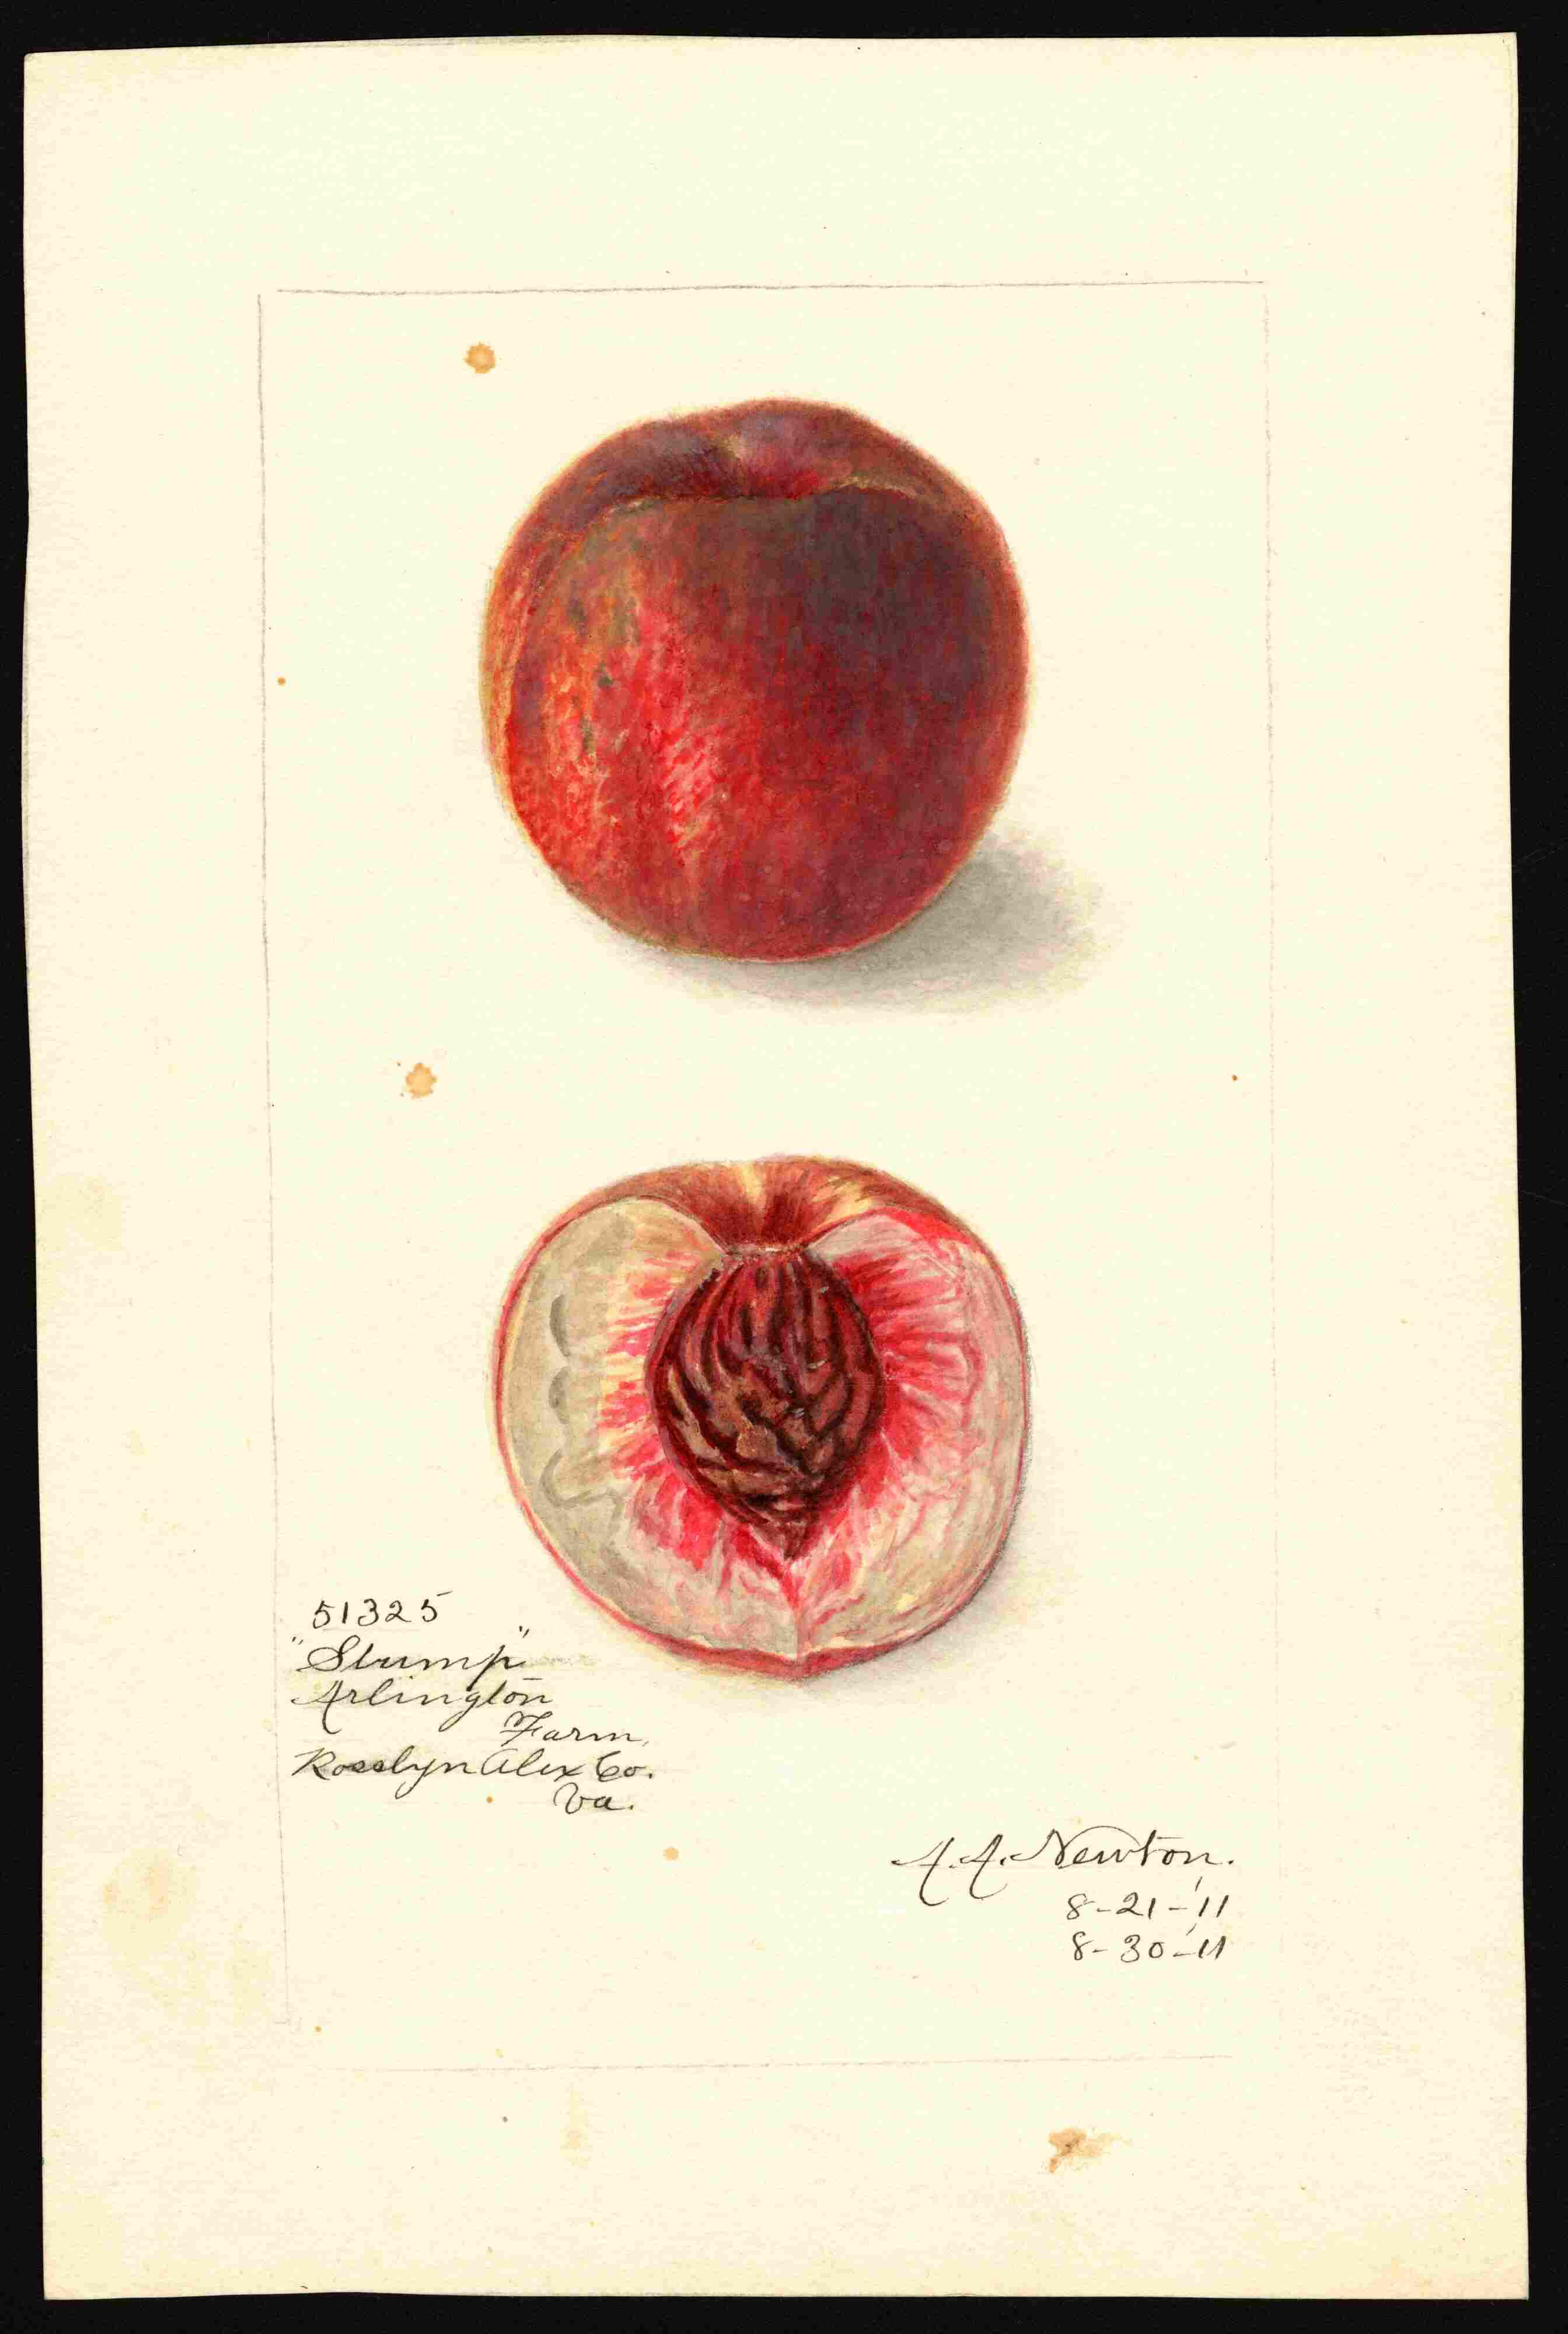 51325
"Stump"
Arlington
Farm,
Rosslyn Alex Co.
Va.
A. A. Newton.
8-21-'11
8-30-'11